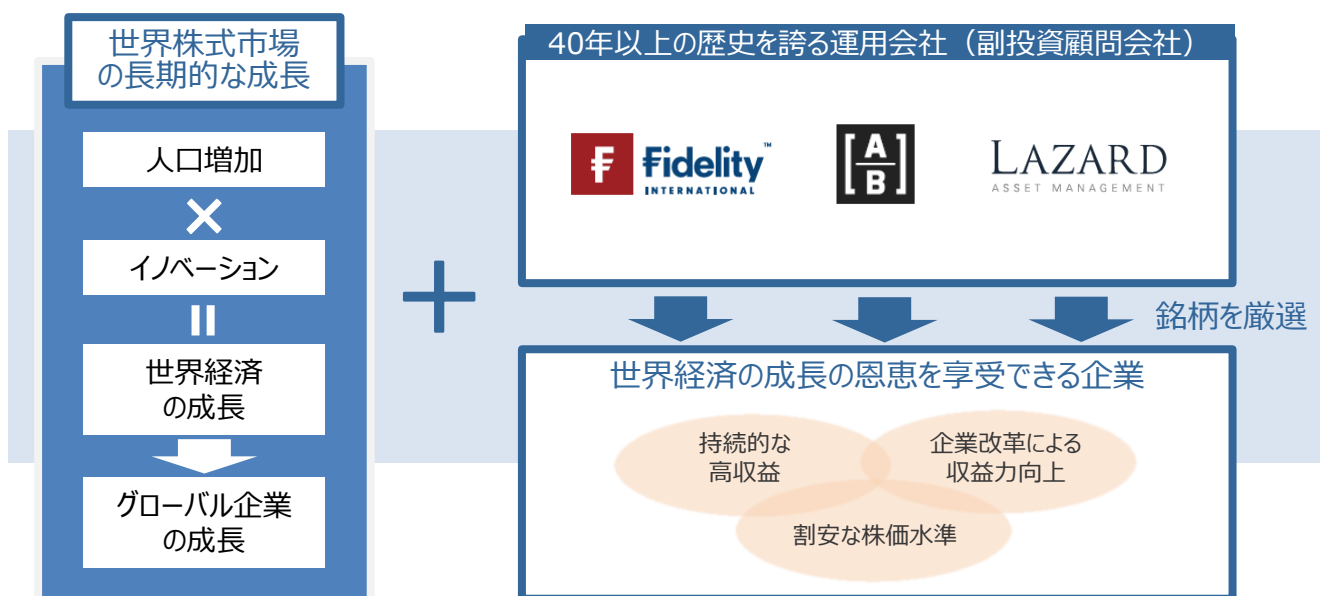 世界株式市場
の長期的な成長
人口増加
×
イノベーション
=
世界経済
の成長
グローバル企業
の成長
+
40年以上の歴史を誇る運用会社（副投資顧問会社）
F Fidelity™
INTERNATIONAL
[A/B]
LAZARD
ASSET MANAGEMENT
銘柄を厳選
世界経済の成長の恩恵を享受できる企業
持続的な
高収益
企業改革による
収益力向上
割安な株価水準